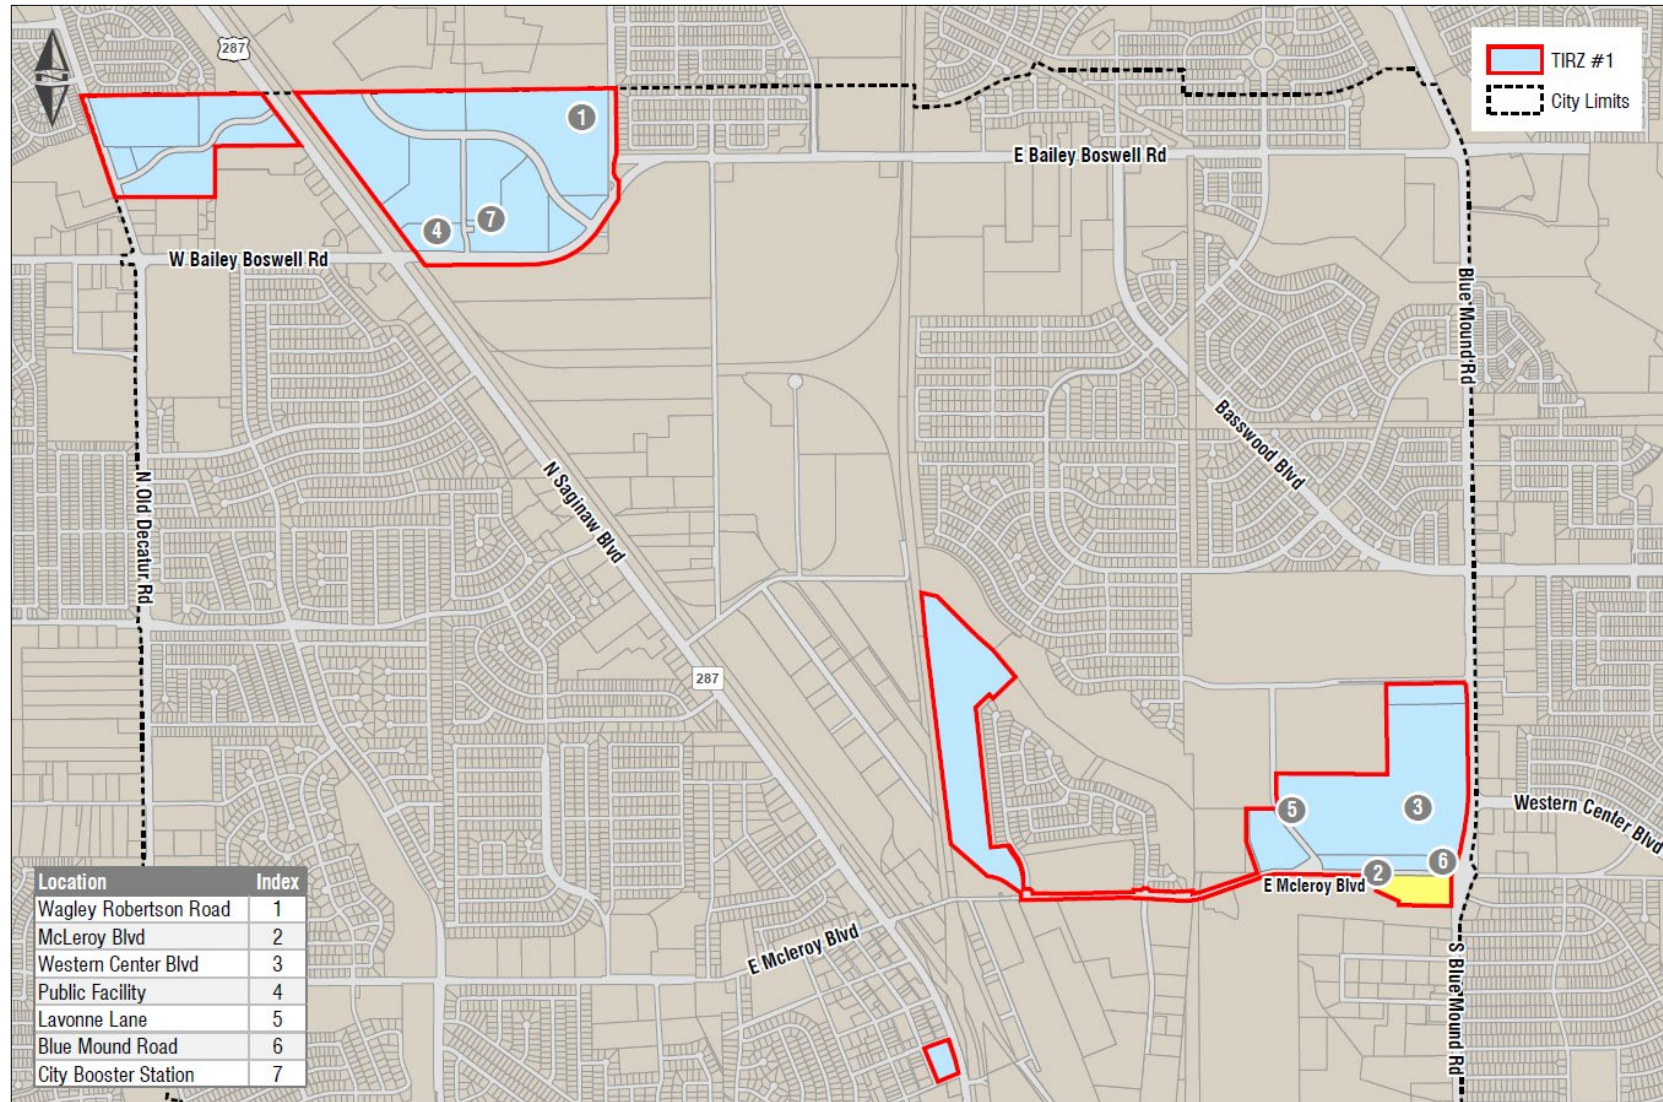 287
TIRZ #1
City Limits
1
E Bailey Boswell Rd
7
4
W Bailey Boswell Rd
Blue Mound Rd
Basswood Blvd
N Old Decatur Rd
N Saginaw Blvd
287
5
3
Western Center Blvd
6
2
E Mcleroy Blvd
E Mcleroy Blvd
S Blue Mound Rd
Location Index
Wagley Robertson Road 1
McLeroy Blvd 2
Western Center Blvd 3
Public Facility 4
Lavonne Lane 5
Blue Mound Road 6
City Booster Station 7